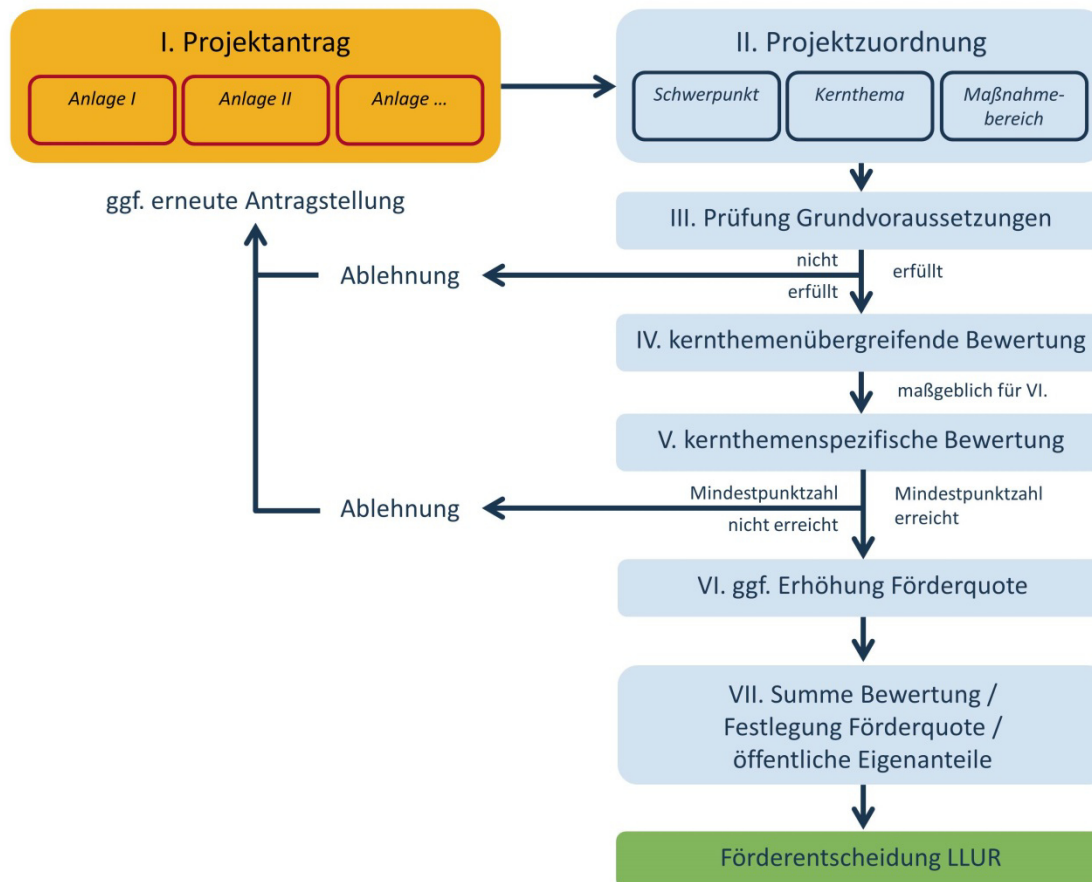 I. Projektantrag
Anlage I
Anlage II
Anlage ...
II. Projektzuordnung
Schwerpunkt
Kernthema
Maßnahme-
bereich
ggf. erneute Antragstellung
III. Prüfung Grundvoraussetzungen
Ablehnung
nicht
erfüllt
erfüllt
IV. kernthemenübergreifende Bewertung
maßgeblich für VI.
V. kernthemenspezifische Bewertung
Ablehnung
Mindestpunktzahl
nicht erreicht
Mindestpunktzahl
erreicht
VI. ggf. Erhöhung Förderquote
VII. Summe Bewertung /
Festlegung Förderquote /
öffentliche Eigenanteile
Förderentscheidung LLUR